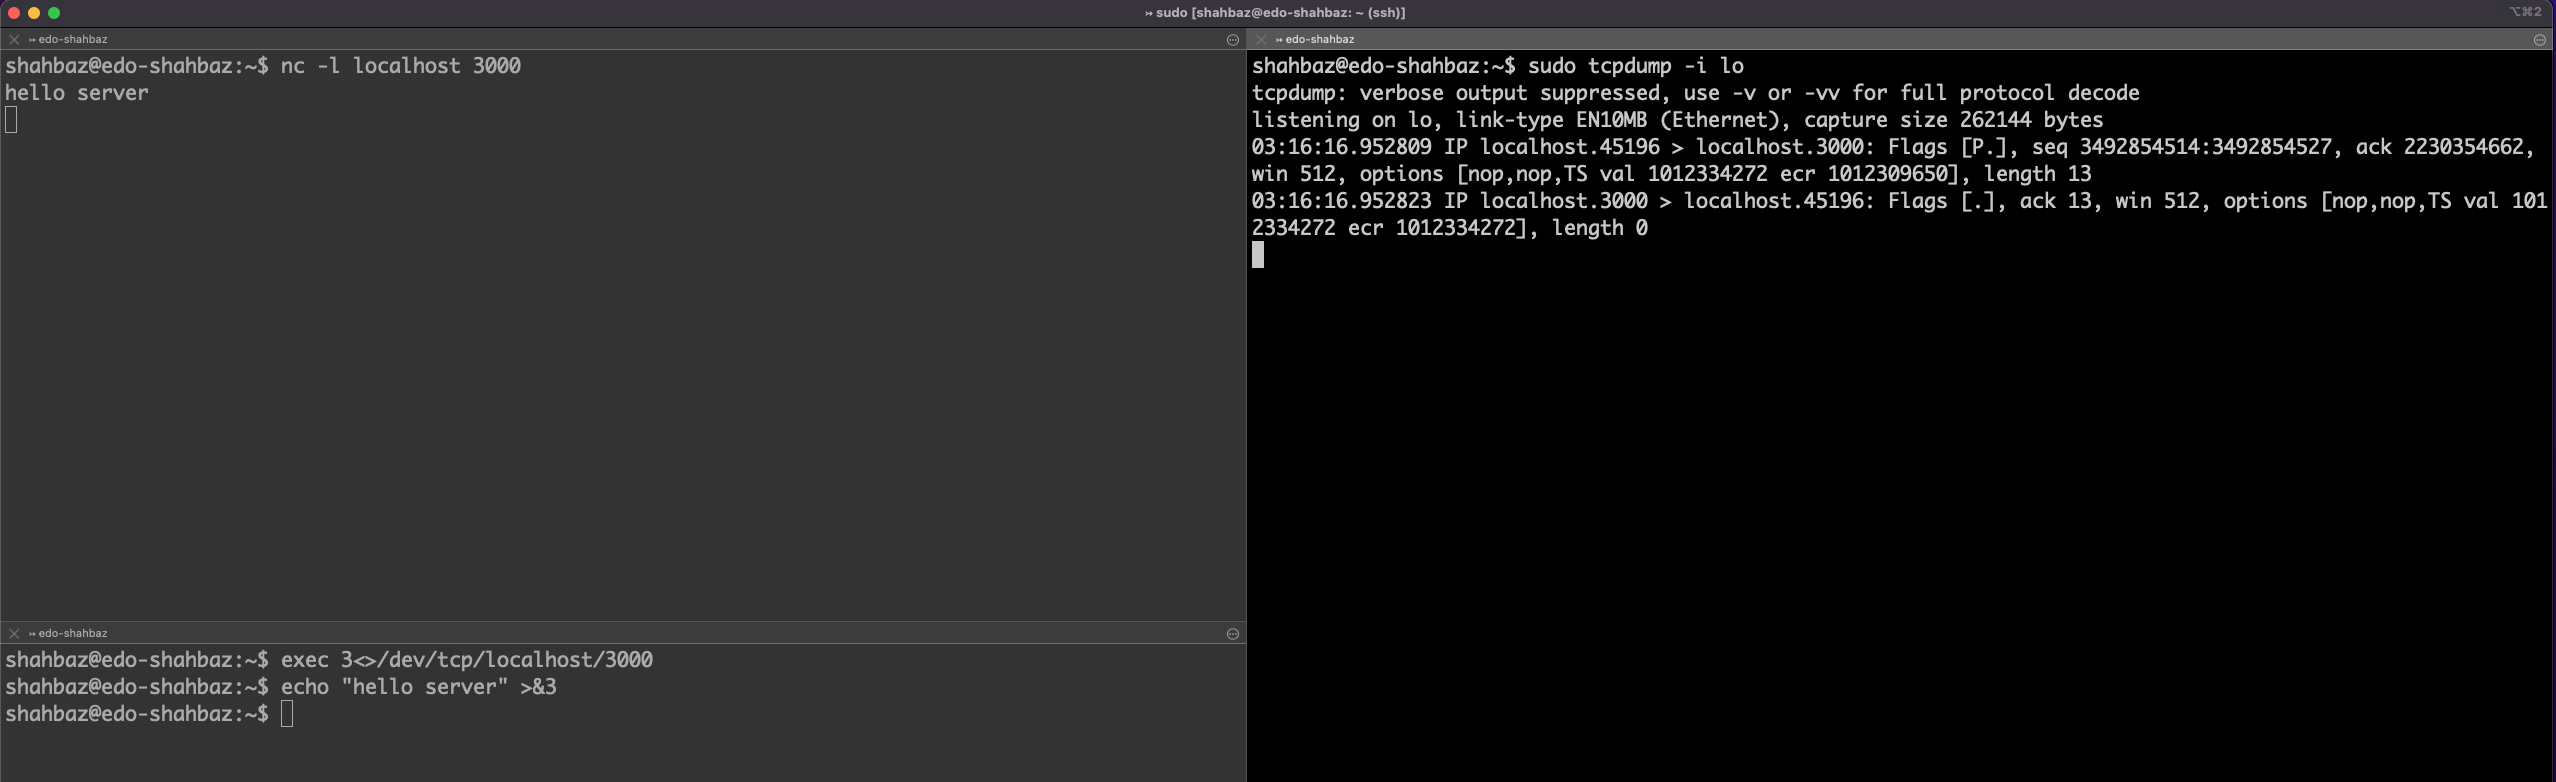 sudo [shahbaz@edo-shahbaz: ~ (ssh)]
⌥⌘2
edo-shahbaz
shahbaz@edo-shahbaz:~$ nc -l localhost 3000
hello server
edo-shahbaz
shahbaz@edo-shahbaz:~$ exec 3<>/dev/tcp/localhost/3000
shahbaz@edo-shahbaz:~$ echo "hello server" >&3
shahbaz@edo-shahbaz:~$
edo-shahbaz
shahbaz@edo-shahbaz:~$ sudo tcpdump -i lo
tcpdump: verbose output suppressed, use -v or -vv for full protocol decode
listening on lo, link-type EN10MB (Ethernet), capture size 262144 bytes
03:16:16.952809 IP localhost.45196 > localhost.3000: Flags [P.], seq 3492854514:3492854527, ack 2230354662,
win 512, options [nop,nop,TS val 1012334272 ecr 1012309650], length 13
03:16:16.952823 IP localhost.3000 > localhost.45196: Flags [.], ack 13, win 512, options [nop,nop,TS val 101
2334272 ecr 1012334272], length 0